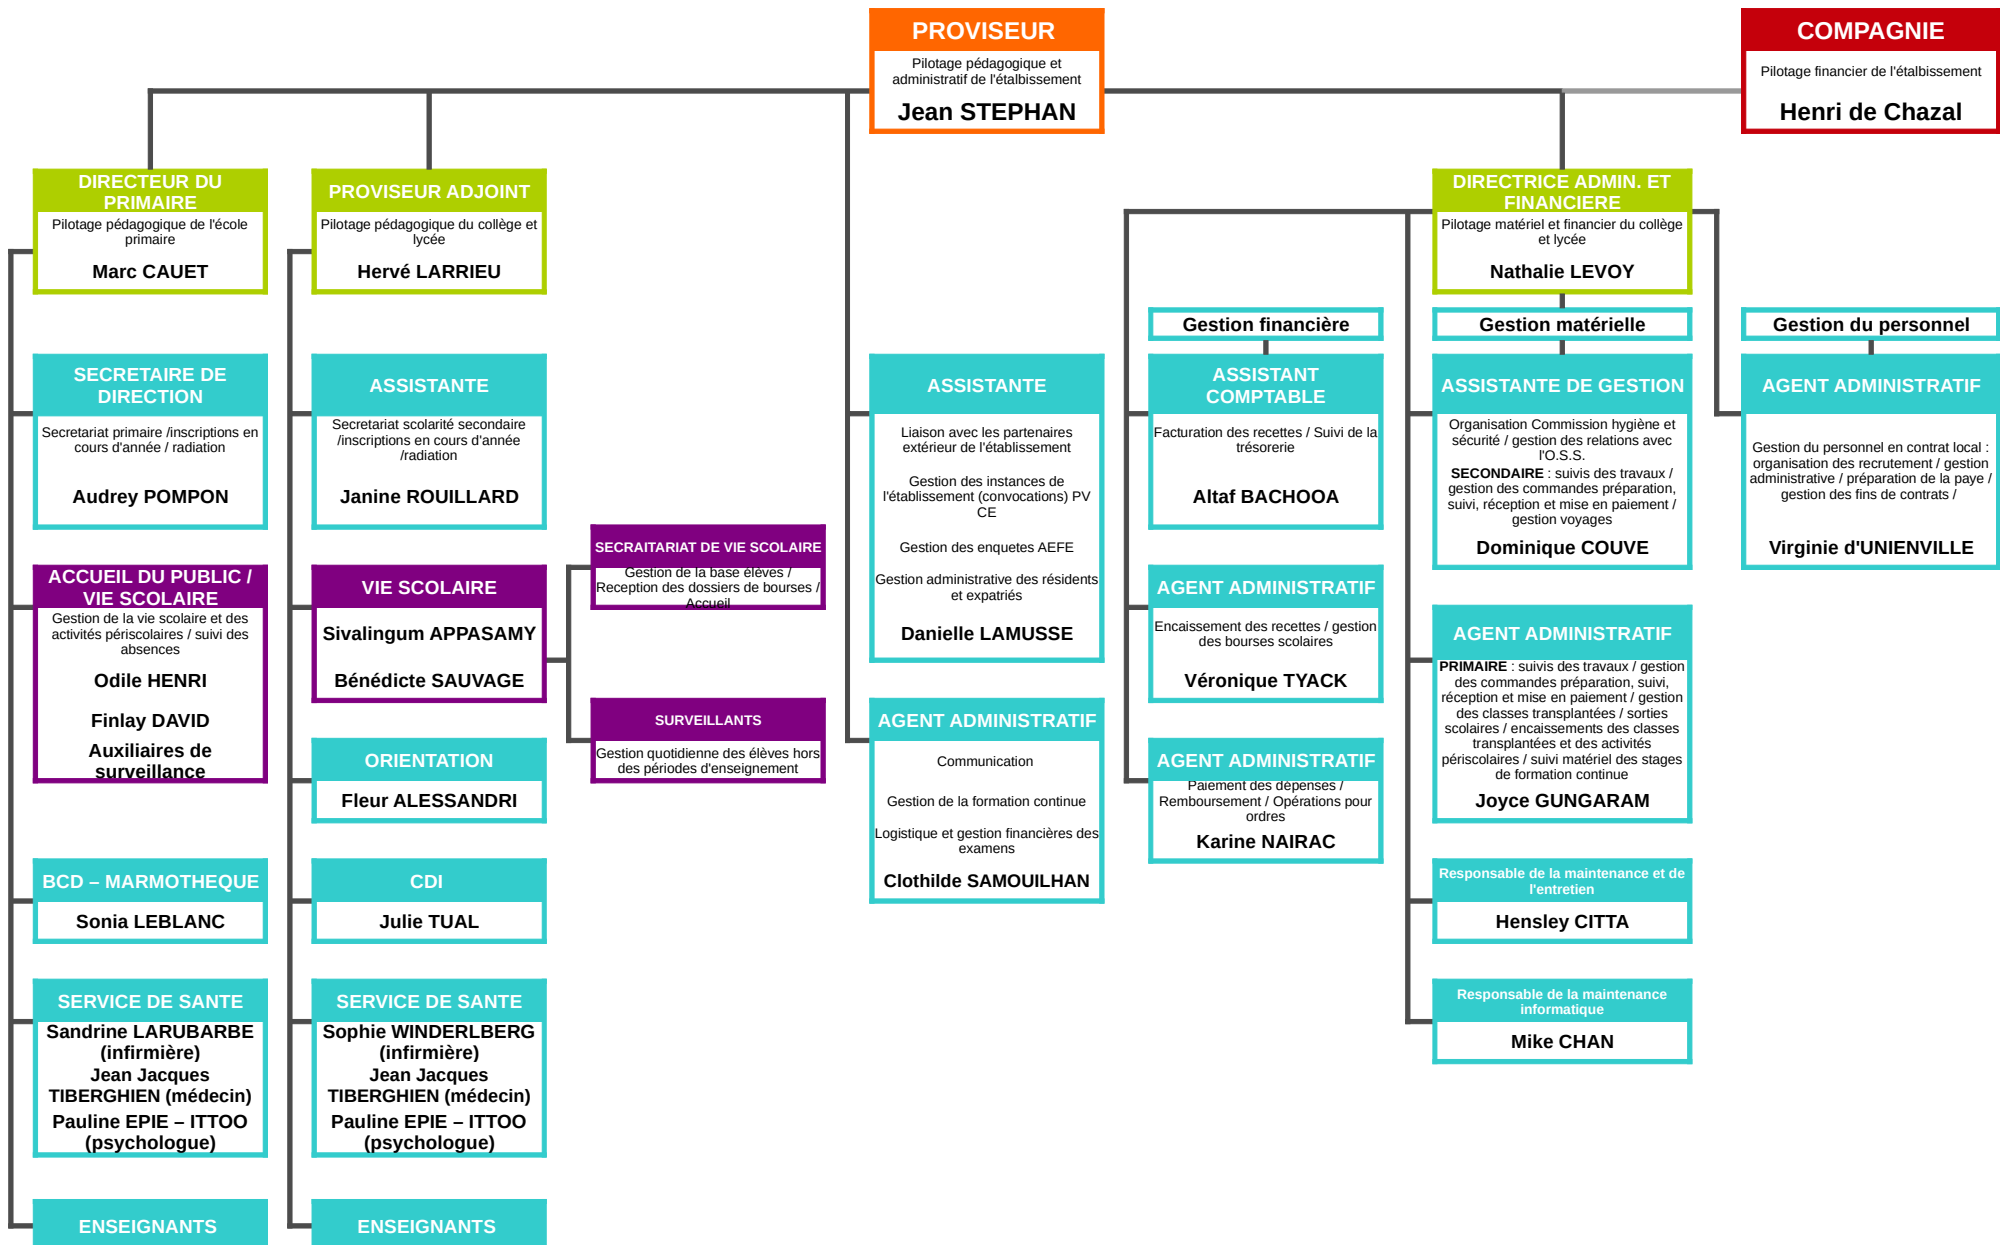 PROVISEUR
Pilotage pédagogique et
administratif de l'étalbissement
Jean STEPHAN
COMPAGNIE
Pilotage financier de l'étalbissement
Henri de Chazal
DIRECTEUR DU
PRIMAIRE
Pilotage pédagogique de l'école
primaire
Marc CAUET
PROVISEUR ADJOINT
Pilotage pédagogique du collège et
lycée
Hervé LARRIEU
DIRECTRICE ADMIN. ET
FINANCIERE
Pilotage matériel et financier du collège
et lycée
Nathalie LEVOY
Gestion financière
Gestion matérielle
Gestion du personnel
SECRETAIRE DE
DIRECTION
Secretariat primaire /inscriptions en
cours d'année / radiation
Audrey POMPON
ASSISTANTE
Secretariat scolarité secondaire
/inscriptions en cours d'année
/radiation
Janine ROUILLARD
ASSISTANTE
Liaison avec les partenaires
extérieur de l'établissement
Gestion des instances de
l'établissement (convocations) PV
CE
Gestion des enquetes AEFE
Gestion administrative des résidents
et expatriés
Danielle LAMUSSE
ASSISTANT
COMPTABLE
Facturation des recettes / Suivi de la
trésorerie
Altaf BACHOOA
ASSISTANTE DE GESTION
Organisation Commission hygiène et
sécurité / gestion des relations avec
l'O.S.S.
SECONDAIRE : suivis des travaux /
gestion des commandes préparation,
suivi, réception et mise en paiement /
gestion voyages
Dominique COUVE
AGENT ADMINISTRATIF
Gestion du personnel en contrat local :
organisation des recrutement / gestion
administrative / préparation de la paye /
gestion des fins de contrats /
Virginie d'UNIENVILLE
ACCUEIL DU PUBLIC /
VIE SCOLAIRE
Gestion de la vie scolaire et des
activités périscolaires / suivi des
absences
Odile HENRI
Finlay DAVID
Auxiliaires de
surveillance
VIE SCOLAIRE
Sivalingum APPASAMY
Bénédicte SAUVAGE
SECRAITARIAT DE VIE SCOLAIRE
Gestion de la base élèves /
Reception des dossiers de bourses /
Accueil
SURVEILLANTS
Gestion quotidienne des élèves hors
des périodes d'enseignement
AGENT ADMINISTRATIF
Communication
Gestion de la formation continue
Logistique et gestion financières des
examens
Clothilde SAMOUILHAN
AGENT ADMINISTRATIF
Encaissement des recettes / gestion
des bourses scolaires
Véronique TYACK
AGENT ADMINISTRATIF
Paiement des dépenses /
Remboursement / Opérations pour
ordres
Karine NAIRAC
AGENT ADMINISTRATIF
PRIMAIRE : suivis des travaux / gestion
des commandes préparation, suivi,
réception et mise en paiement / gestion
des classes transplantées / sorties
scolaires / encaissements des classes
transplantées et des activités
périscolaires / suivi matériel des stages
de formation continue
Joyce GUNGARAM
ORIENTATION
Fleur ALESSANDRI
BCD – MARMOTHEQUE
Sonia LEBLANC
CDI
Julie TUAL
Responsable de la maintenance et de
l'entretien
Hensley CITTA
SERVICE DE SANTE
Sandrine LARUBARBE
(infirmière)
Jean Jacques
TIBERGHIEN (médecin)
Pauline EPIE – ITTOO
(psychologue)
SERVICE DE SANTE
Sophie WINDERLBERG
(infirmière)
Jean Jacques
TIBERGHIEN (médecin)
Pauline EPIE – ITTOO
(psychologue)
Responsable de la maintenance
informatique
Mike CHAN
ENSEIGNANTS
ENSEIGNANTS